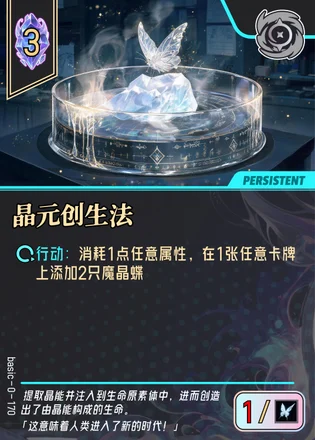 3
PERSISTENT
晶元创生法
行动：消耗1点任意属性，在1张任意卡牌
上添加2只魔晶蝶
basic-0-170
提取晶能并注入到生命原素体中，进而创造
出了由晶能构成的生命。
「这意味着人类进入了新的时代！」
1/